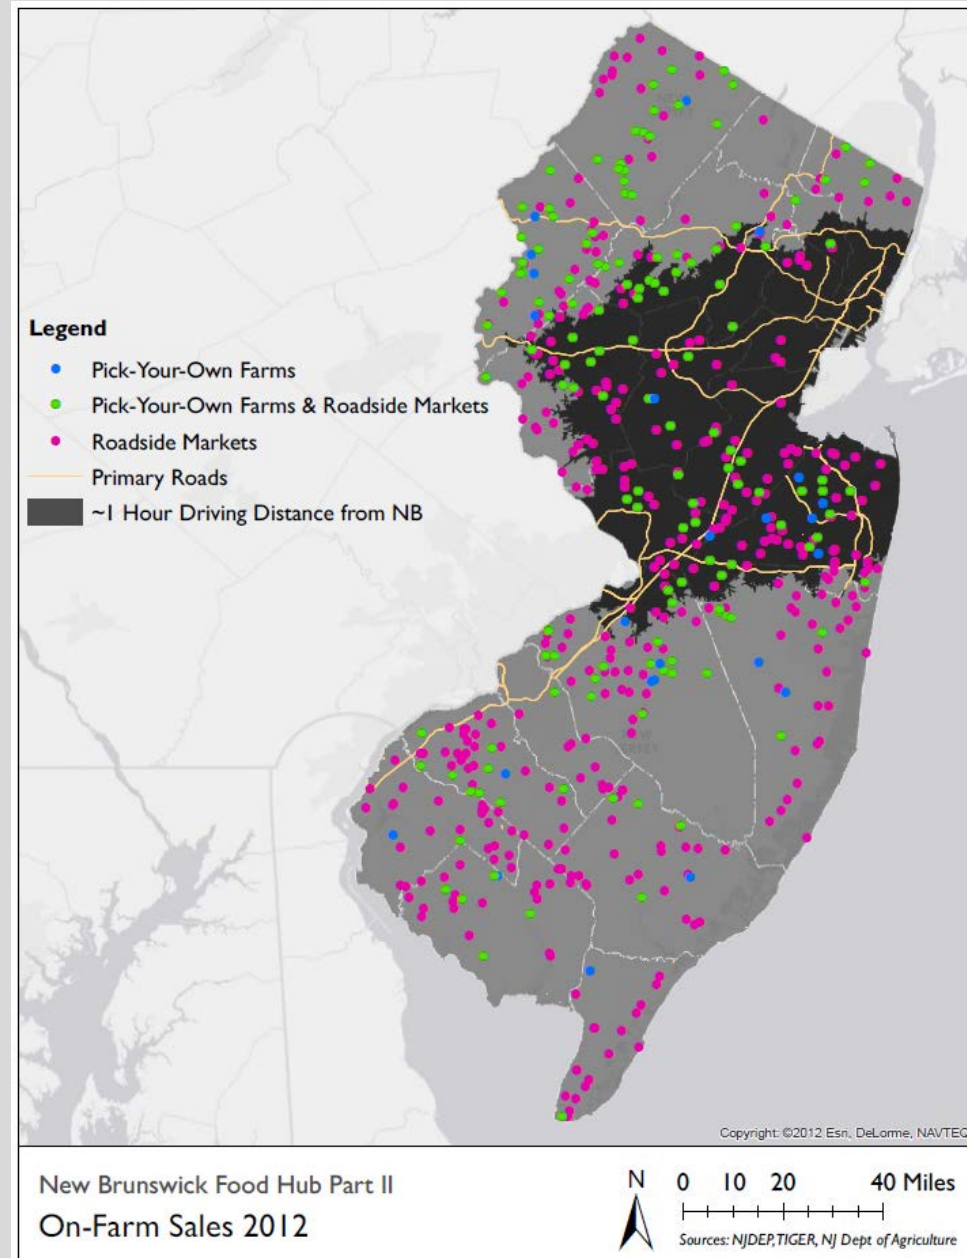 Legend
Pick-Your-Own Farms
Pick-Your-Own Farms & Roadside Markets
Roadside Markets
Primary Roads
~1 Hour Driving Distance from NB
Copyright: ©2012 Esri, DeLorme, NAVTEQ
New Brunswick Food Hub Part II
On-Farm Sales 2012
N
0 10 20 40 Miles
Sources: NJDEP,TIGER, NJ Dept of Agriculture